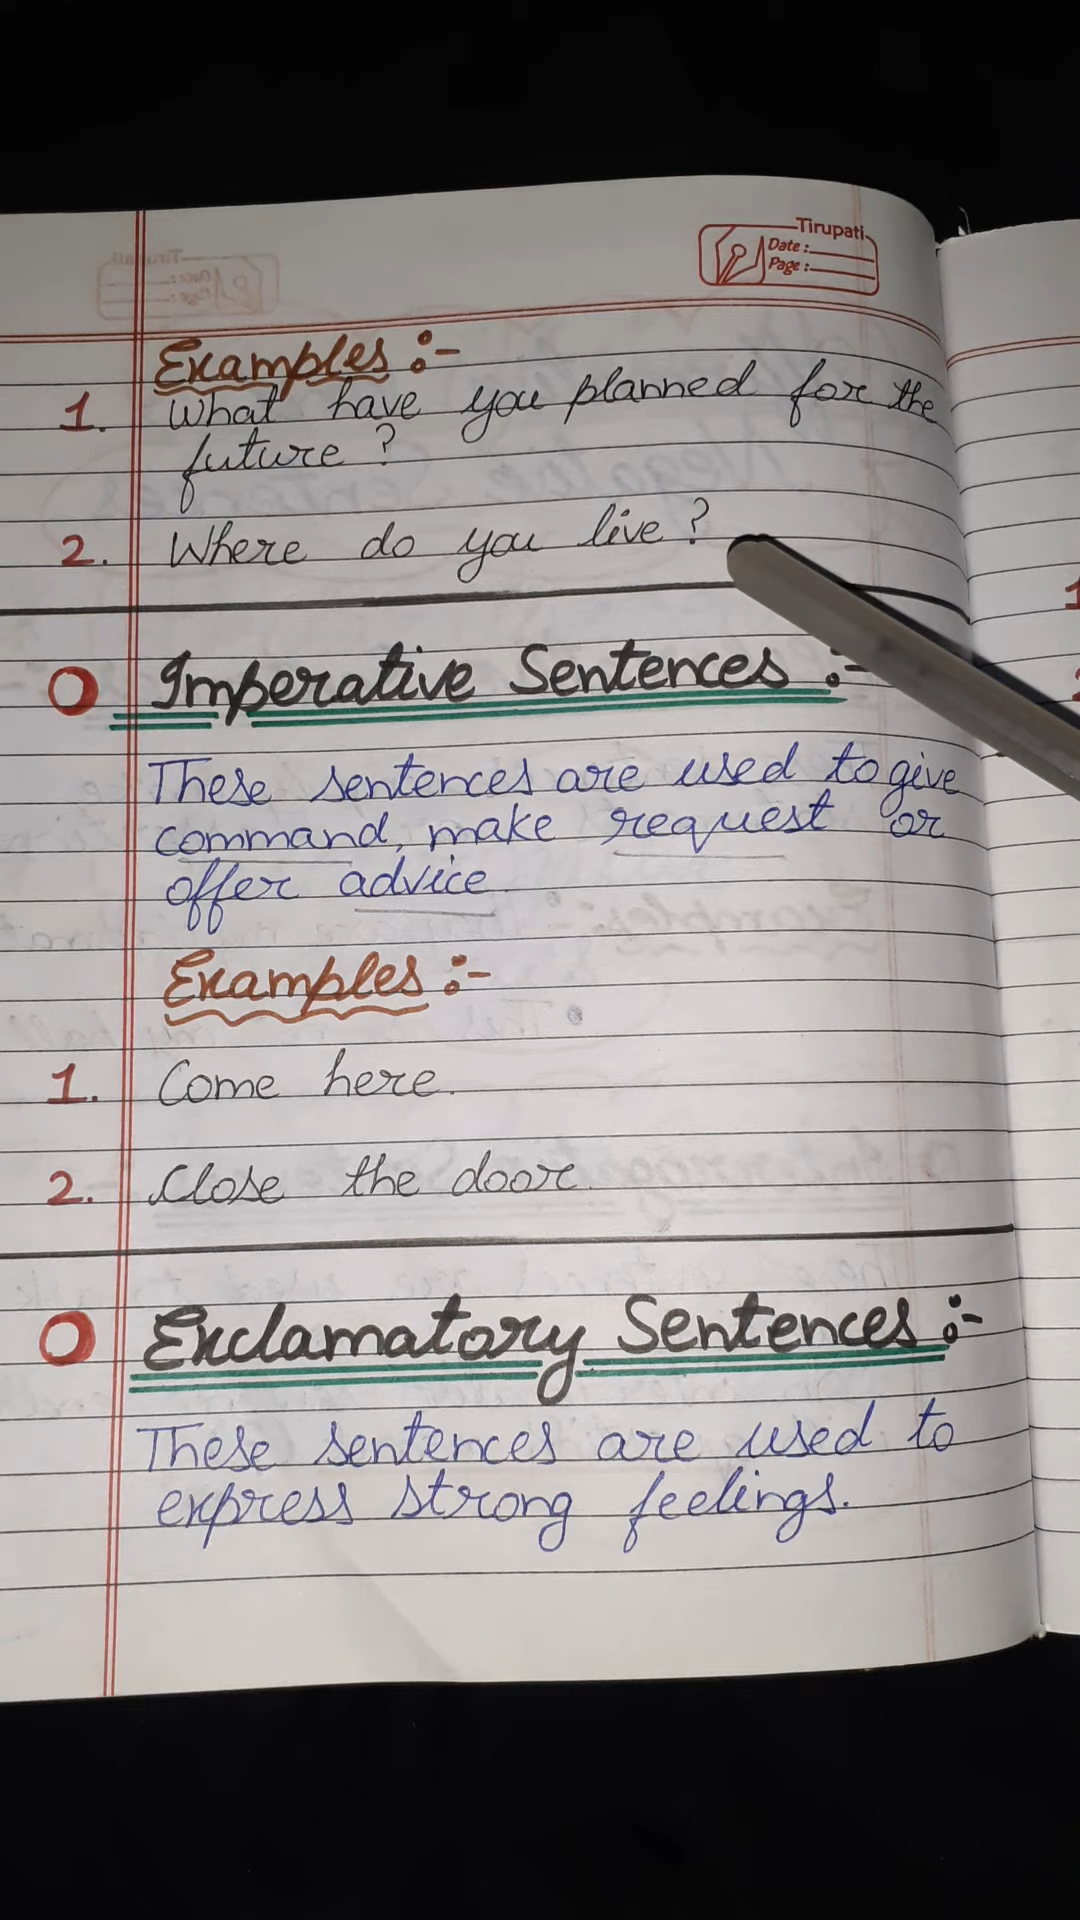 Tirupati
Date :
Page :
Examples :-
1. What have you planned for the
future ?
2. Where do you live ?
Imperative Sentences :-
These sentences are used to give
command, make request or
offer advice
Examples :-
1. Come here.
2. Close the door.
Exclamatory Sentences :-
These sentences are used to
express strong feelings.